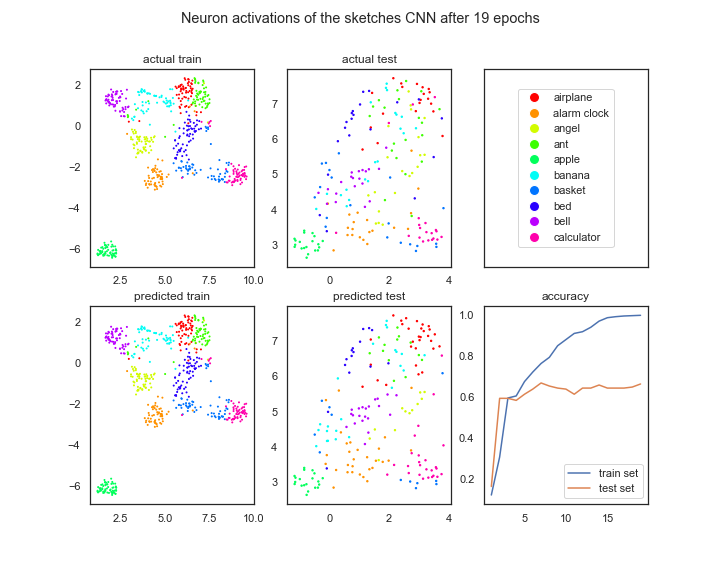 Neuron activations of the sketches CNN after 19 epochs
actual train
2
0
−2
−4
−6
2.5 5.0 7.5 10.0
actual test
7
6
5
4
3
0 2 4
airplane
alarm clock
angel
ant
apple
banana
basket
bed
bell
calculator
predicted train
2
0
−2
−4
−6
2.5 5.0 7.5 10.0
predicted test
7
6
5
4
3
0 2 4
accuracy
1.0
0.8
0.6
0.4
0.2
5 10 15
train set
test set